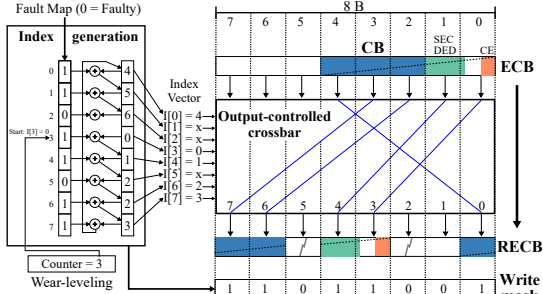 Fault Map (0 = Faulty)
8 B
Index generation
7 6 5 4 3 2 1 0
CB
SEC
DED
CE
ECB
0 1 4
1 1 5
2 0 6
3 1 0
4 1 1
5 0 2
6 1 2
7 1 3
Start: I[3] = 0
Index
Vector
I[0] = 4
I[1] = x
I[2] = x
I[3] = 0
I[4] = 1
I[5] = x
I[6] = 2
I[7] = 3
Output-controlled
crossbar
7 6 5 4 3 2 1 0
RECB
Counter = 3
Wear-leveling
1 1 0 1 1 0 0 1
Write